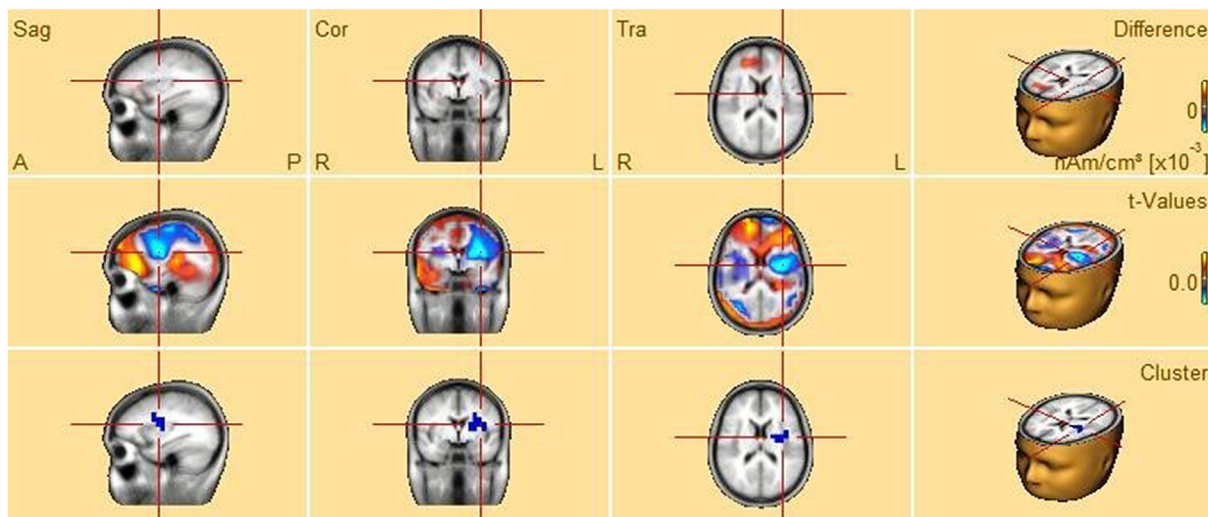 Sag
Cor
Tra
Difference
0
A
P
R
L
R
L
nAm/cm³ [x10⁻³]
t-Values
0.0
Cluster